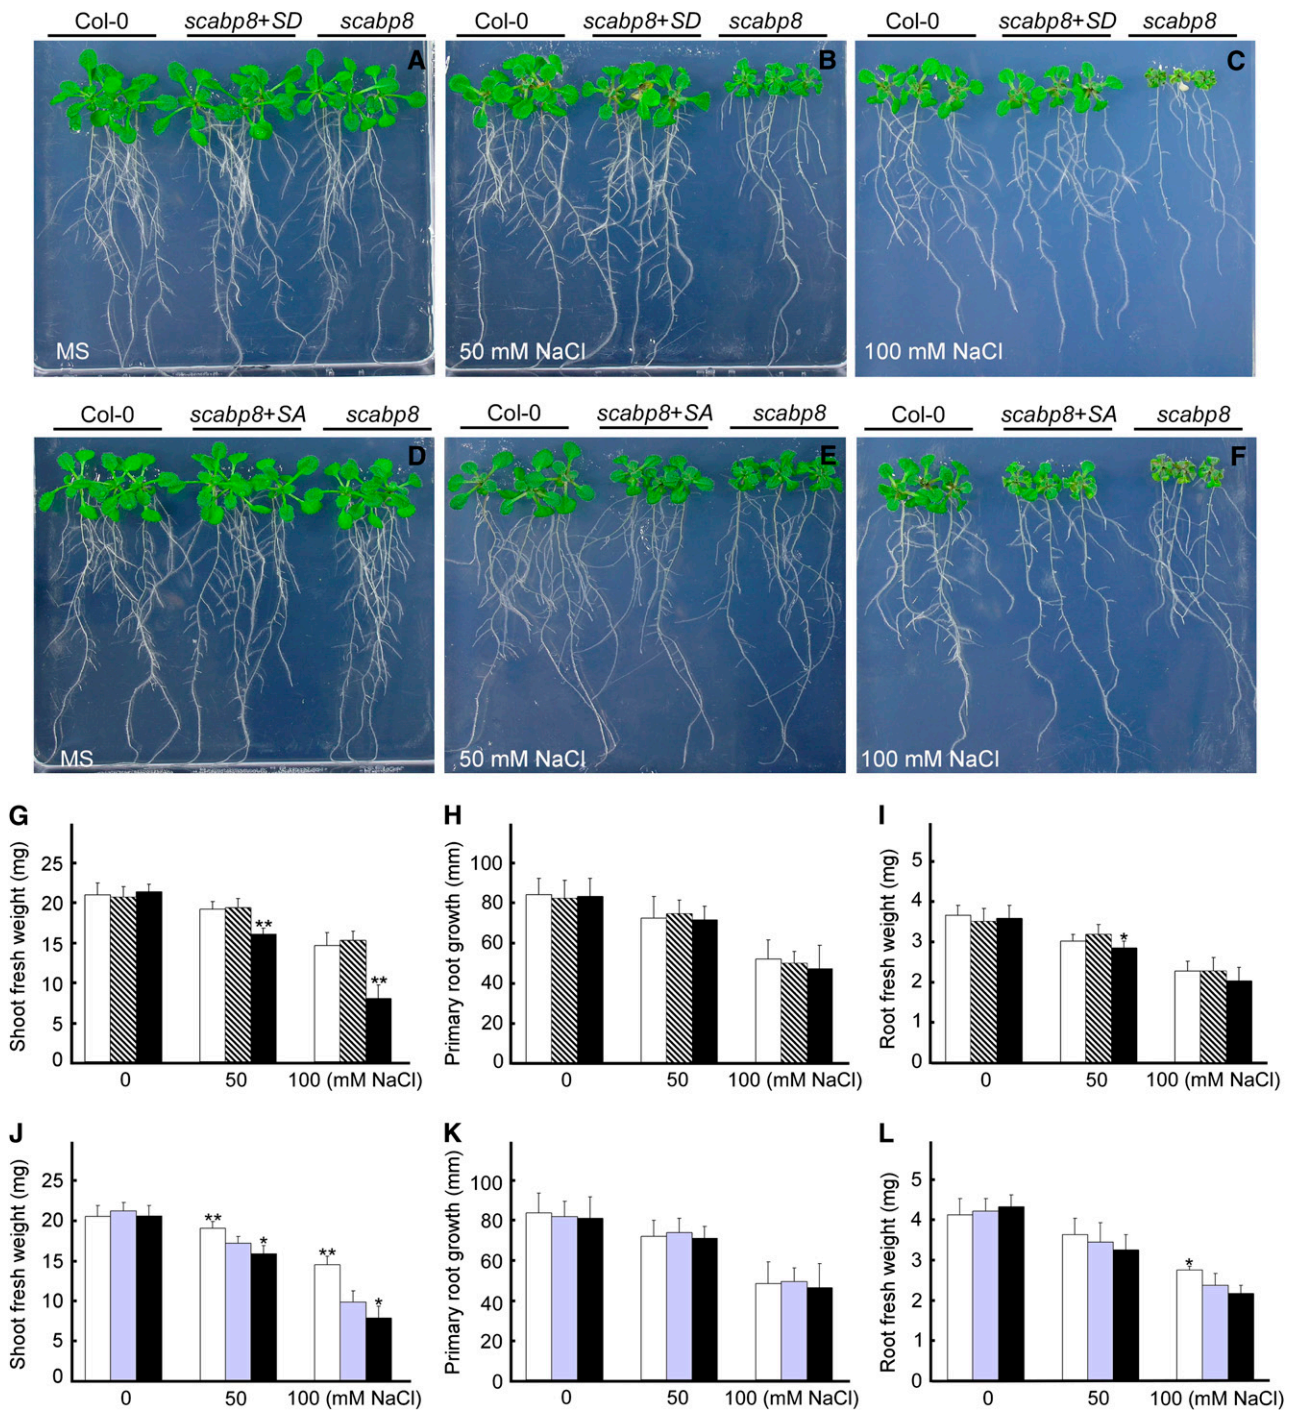 Col-0 scabp8+SD scabp8 Col-0 scabp8+SD scabp8 Col-0 scabp8+SD scabp8
A B C
MS 50 mM NaCl 100 mM NaCl
Col-0 scabp8+SA scabp8 Col-0 scabp8+SA scabp8 Col-0 scabp8+SA scabp8
D E F
MS 50 mM NaCl 100 mM NaCl
G
Shoot fresh weight (mg)
25
20
15
10
5
0
** **
0 50 100 (mM NaCl)
H
Primary root growth (mm)
100
80
60
40
20
0
0 50 100 (mM NaCl)
I
Root fresh weight (mg)
5
4
3
2
1
0
*
0 50 100 (mM NaCl)
J
Shoot fresh weight (mg)
25
20
15
10
5
0
** * ** *
0 50 100 (mM NaCl)
K
Primary root growth (mm)
100
80
60
40
20
0
0 50 100 (mM NaCl)
L
Root fresh weight (mg)
5
4
3
2
1
0
*
0 50 100 (mM NaCl)